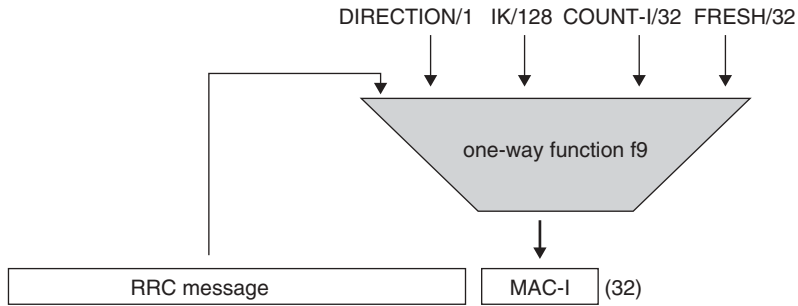 DIRECTION/1 IK/128 COUNT-I/32 FRESH/32
one-way function f9
RRC message MAC-I (32)